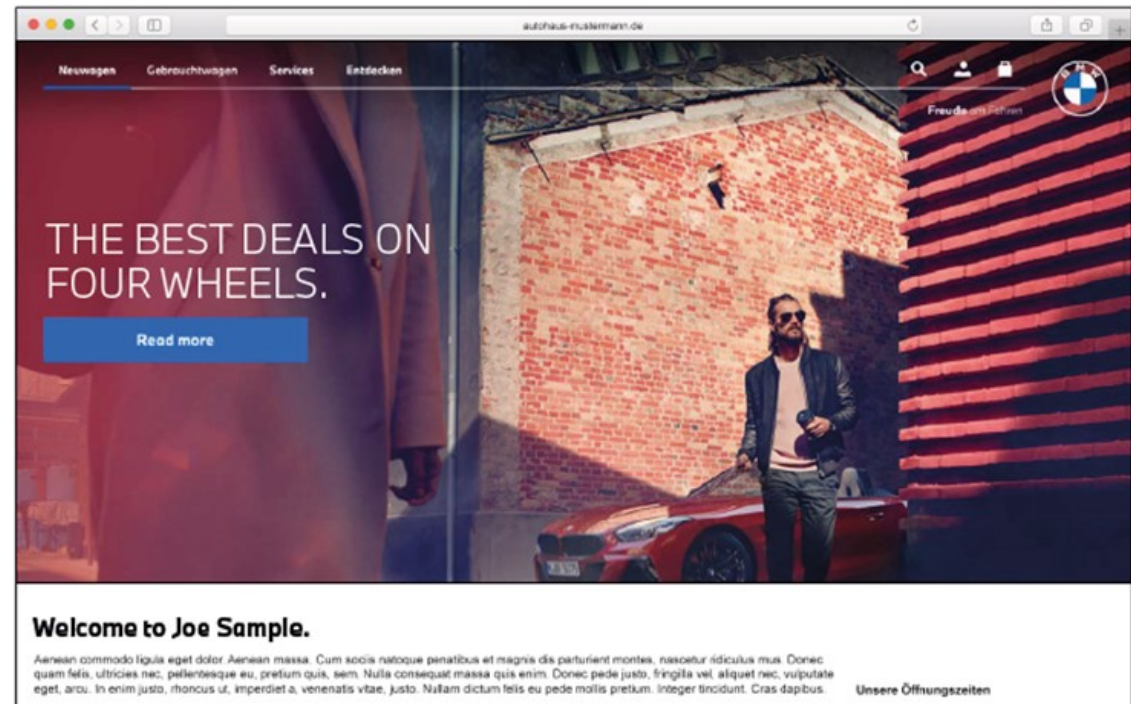 autohaus-mustermann.de
Neuwagen Gebrauchtwagen Services Entdecken
BMW
Freude am Fahren
THE BEST DEALS ON
FOUR WHEELS.
Read more
Welcome to Joe Sample.
Aenean commodo ligula eget dolor. Aenean massa. Cum sociis natoque penatibus et magnis dis parturient montes, nascetur ridiculus mus. Donec
quam felis, ultricies nec, pellentesque eu, pretium quis, sem. Nulla consequat massa quis enim. Donec pede justo, fringilla vel, aliquet nec, vulputate
eget, arcu. In enim justo, rhoncus ut, imperdiet a, venenatis vitae, justo. Nullam dictum felis eu pede mollis pretium. Integer tincidunt. Cras dapibus.
Unsere Öffnungszeiten